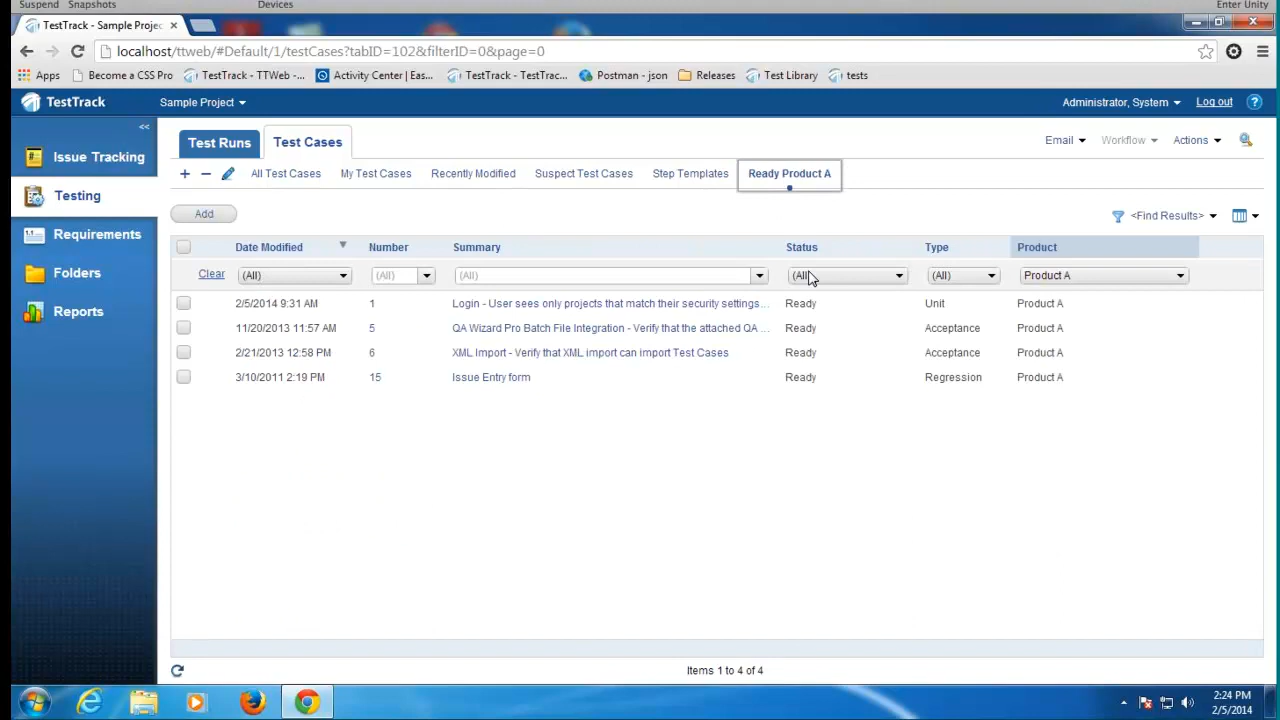 Suspend Snapshots Devices Enter Unity
TestTrack - Sample Projec ×
localhost/ttweb/#Default/1/testCases?tabID=102&filterID=0&page=0
Apps Become a CSS Pro TestTrack - TTWeb -... Activity Center | Eas... TestTrack - TestTrac... Postman - json Releases Test Library tests
TestTrack Sample Project Administrator, System Log out ?
<<
Issue Tracking
Testing
Requirements
Folders
Reports
Test Runs Test Cases Email Workflow Actions
+ − All Test Cases My Test Cases Recently Modified Suspect Test Cases Step Templates Ready Product A
Add <Find Results>
Date Modified Number Summary Status Type Product
Clear (All) (All) (All) (All) (All) Product A
2/5/2014 9:31 AM 1 Login - User sees only projects that match their security settings... Ready Unit Product A
11/20/2013 11:57 AM 5 QA Wizard Pro Batch File Integration - Verify that the attached QA ... Ready Acceptance Product A
2/21/2013 12:58 PM 6 XML Import - Verify that XML import can import Test Cases Ready Acceptance Product A
3/10/2011 2:19 PM 15 Issue Entry form Ready Regression Product A
Items 1 to 4 of 4
2:24 PM
2/5/2014